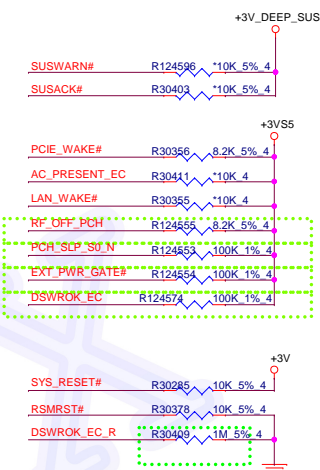 +3V_DEEP_SUS
SUSWARN# R124596 *10K_5%_4
SUSACK# R30403 *10K_5%_4
+3VS5
PCIE_WAKE# R30356 8.2K_5%_4
AC_PRESENT_EC R30411 *10K_4
LAN_WAKE# R30355 *10K_4
RF_OFF_PCH R124555 8.2K_5%_4
PCH_SLP_S0_N R124553 100K_1%_4
EXT_PWR_GATE# R124554 100K_1%_4
DSWROK_EC R124574 100K_1%_4
+3V
SYS_RESET# R30285 10K_5%_4
RSMRST# R30378 10K_5%_4
DSWROK_EC_R R30409 1M_5%_4